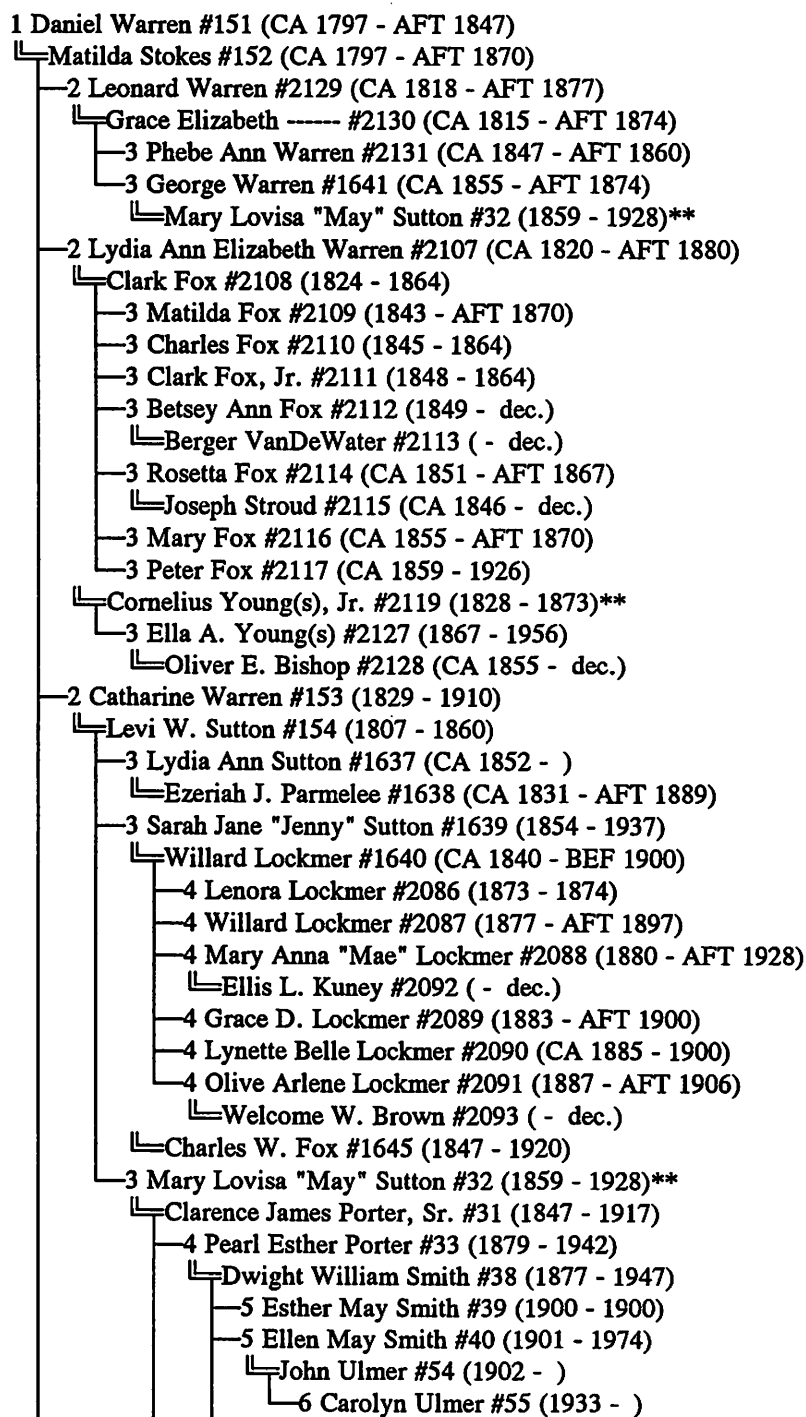 1 Daniel Warren #151 (CA 1797 - AFT 1847)
Matilda Stokes #152 (CA 1797 - AFT 1870)
2 Leonard Warren #2129 (CA 1818 - AFT 1877)
Grace Elizabeth ------ #2130 (CA 1815 - AFT 1874)
3 Phebe Ann Warren #2131 (CA 1847 - AFT 1860)
3 George Warren #1641 (CA 1855 - AFT 1874)
Mary Lovisa "May" Sutton #32 (1859 - 1928)**
2 Lydia Ann Elizabeth Warren #2107 (CA 1820 - AFT 1880)
Clark Fox #2108 (1824 - 1864)
3 Matilda Fox #2109 (1843 - AFT 1870)
3 Charles Fox #2110 (1845 - 1864)
3 Clark Fox, Jr. #2111 (1848 - 1864)
3 Betsey Ann Fox #2112 (1849 - dec.)
Berger VanDeWater #2113 ( - dec.)
3 Rosetta Fox #2114 (CA 1851 - AFT 1867)
Joseph Stroud #2115 (CA 1846 - dec.)
3 Mary Fox #2116 (CA 1855 - AFT 1870)
3 Peter Fox #2117 (CA 1859 - 1926)
Cornelius Young(s), Jr. #2119 (1828 - 1873)**
3 Ella A. Young(s) #2127 (1867 - 1956)
Oliver E. Bishop #2128 (CA 1855 - dec.)
2 Catharine Warren #153 (1829 - 1910)
Levi W. Sutton #154 (1807 - 1860)
3 Lydia Ann Sutton #1637 (CA 1852 - )
Ezeriah J. Parmelee #1638 (CA 1831 - AFT 1889)
3 Sarah Jane "Jenny" Sutton #1639 (1854 - 1937)
Willard Lockmer #1640 (CA 1840 - BEF 1900)
4 Lenora Lockmer #2086 (1873 - 1874)
4 Willard Lockmer #2087 (1877 - AFT 1897)
4 Mary Anna "Mae" Lockmer #2088 (1880 - AFT 1928)
Ellis L. Kuney #2092 ( - dec.)
4 Grace D. Lockmer #2089 (1883 - AFT 1900)
4 Lynette Belle Lockmer #2090 (CA 1885 - 1900)
4 Olive Arlene Lockmer #2091 (1887 - AFT 1906)
Welcome W. Brown #2093 ( - dec.)
Charles W. Fox #1645 (1847 - 1920)
3 Mary Lovisa "May" Sutton #32 (1859 - 1928)**
Clarence James Porter, Sr. #31 (1847 - 1917)
4 Pearl Esther Porter #33 (1879 - 1942)
Dwight William Smith #38 (1877 - 1947)
5 Esther May Smith #39 (1900 - 1900)
5 Ellen May Smith #40 (1901 - 1974)
John Ulmer #54 (1902 - )
6 Carolyn Ulmer #55 (1933 - )